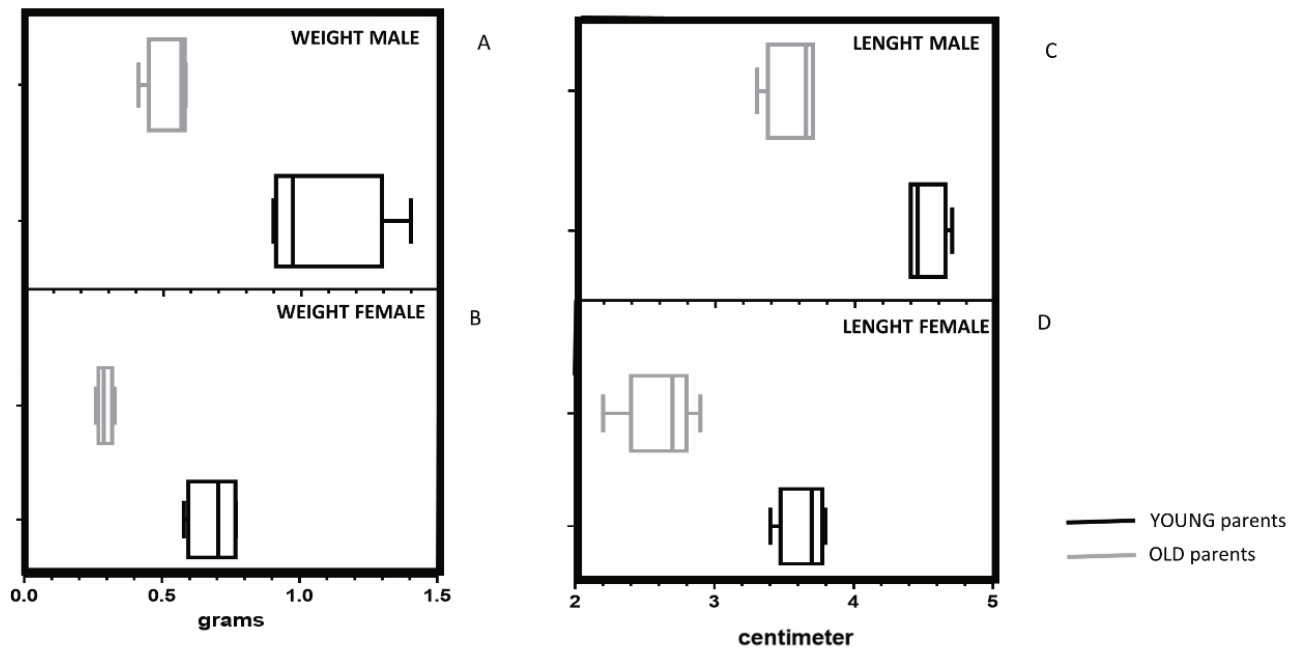 WEIGHT MALE
A
WEIGHT FEMALE
B
0.0 0.5 1.0 1.5
grams
LENGHT MALE
C
LENGHT FEMALE
D
2 3 4 5
centimeter
YOUNG parents
OLD parents